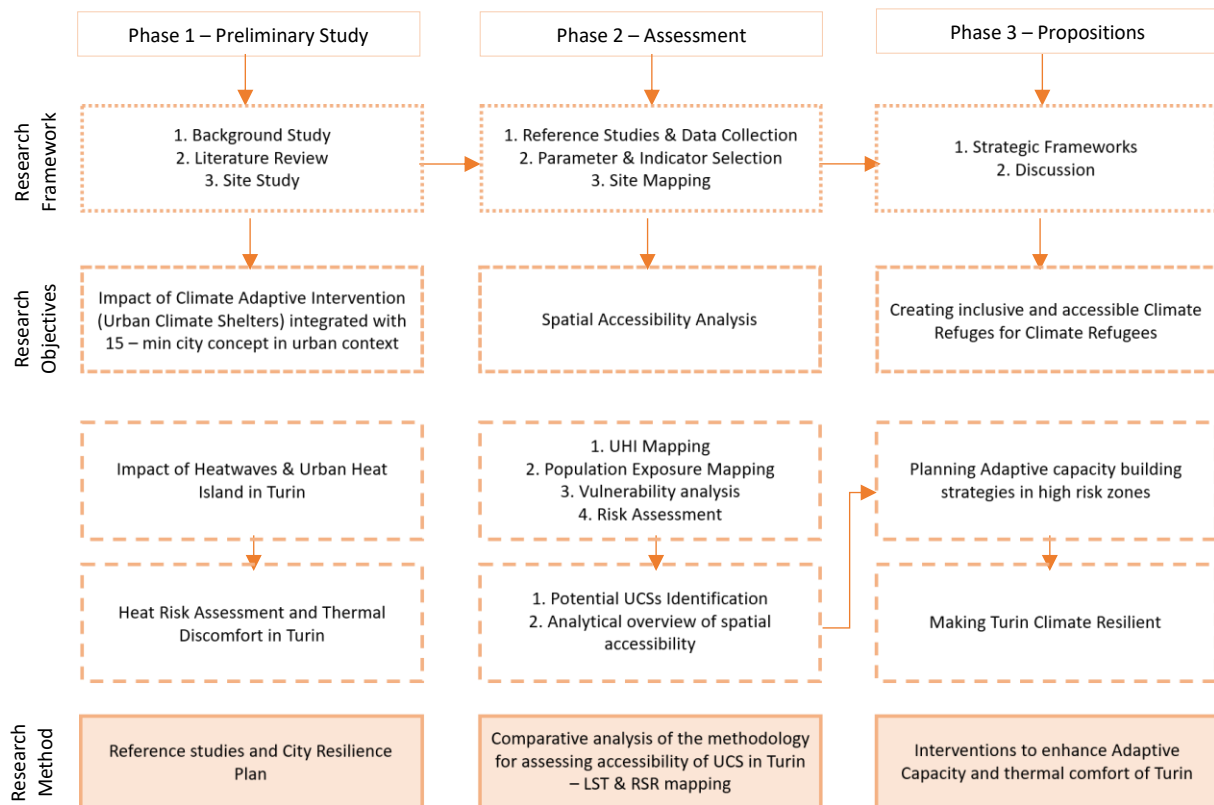 Phase 1 – Preliminary Study
Phase 2 – Assessment
Phase 3 – Propositions
Research
Framework
1. Background Study
2. Literature Review
3. Site Study
1. Reference Studies & Data Collection
2. Parameter & Indicator Selection
3. Site Mapping
1. Strategic Frameworks
2. Discussion
Research
Objectives
Impact of Climate Adaptive Intervention
(Urban Climate Shelters) integrated with
15 – min city concept in urban context
Spatial Accessibility Analysis
Creating inclusive and accessible Climate
Refuges for Climate Refugees
Impact of Heatwaves & Urban Heat
Island in Turin
1. UHI Mapping
2. Population Exposure Mapping
3. Vulnerability analysis
4. Risk Assessment
Planning Adaptive capacity building
strategies in high risk zones
Heat Risk Assessment and Thermal
Discomfort in Turin
1. Potential UCSs Identification
2. Analytical overview of spatial
accessibility
Making Turin Climate Resilient
Research
Method
Reference studies and City Resilience
Plan
Comparative analysis of the methodology
for assessing accessibility of UCS in Turin
– LST & RSR mapping
Interventions to enhance Adaptive
Capacity and thermal comfort of Turin